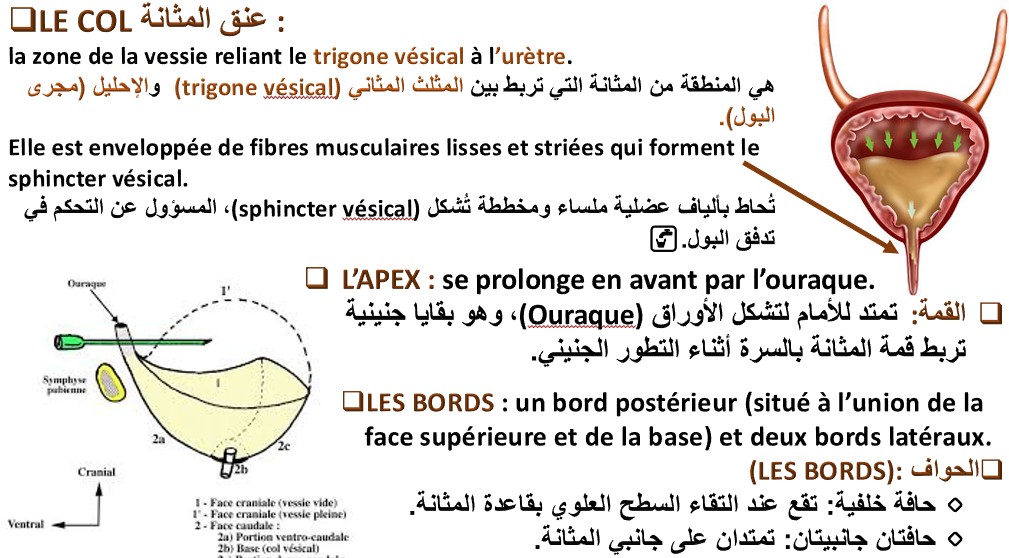 ❑LE COL عنق المثانة :
la zone de la vessie reliant le trigone vésical à l’urètre.
هي المنطقة من المثانة التي تربط بين المثلث المثاني (trigone vésical) والإحليل (مجرى
البول).
Elle est enveloppée de fibres musculaires lisses et striées qui forment le
sphincter vésical.
تُحاط بألياف عضلية ملساء ومخططة تُشكل (sphincter vésical)، المسؤول عن التحكم في
تدفق البول.
❑ L’APEX : se prolonge en avant par l’ouraque.
❑ القمة: تمتد للأمام لتشكل الأوراق (Ouraque)، وهو بقايا جنينية
تربط قمة المثانة بالسرة أثناء التطور الجنيني.
❑LES BORDS : un bord postérieur (situé à l’union de la
face supérieure et de la base) et deux bords latéraux.
❑الحواف :(LES BORDS)
◇ حافة خلفية: تقع عند التقاء السطح العلوي بقاعدة المثانة.
◇ حافتان جانبيتان: تمتدان على جانبي المثانة.
Ouraque
1'
Symphyse
pubienne
1
2a
2c
2b
Cranial
Ventral
1 - Face craniale (vessie vide)
1' - Face craniale (vessie pleine)
2 - Face caudale :
2a) Portion ventro-caudale
2b) Base (col vésical)